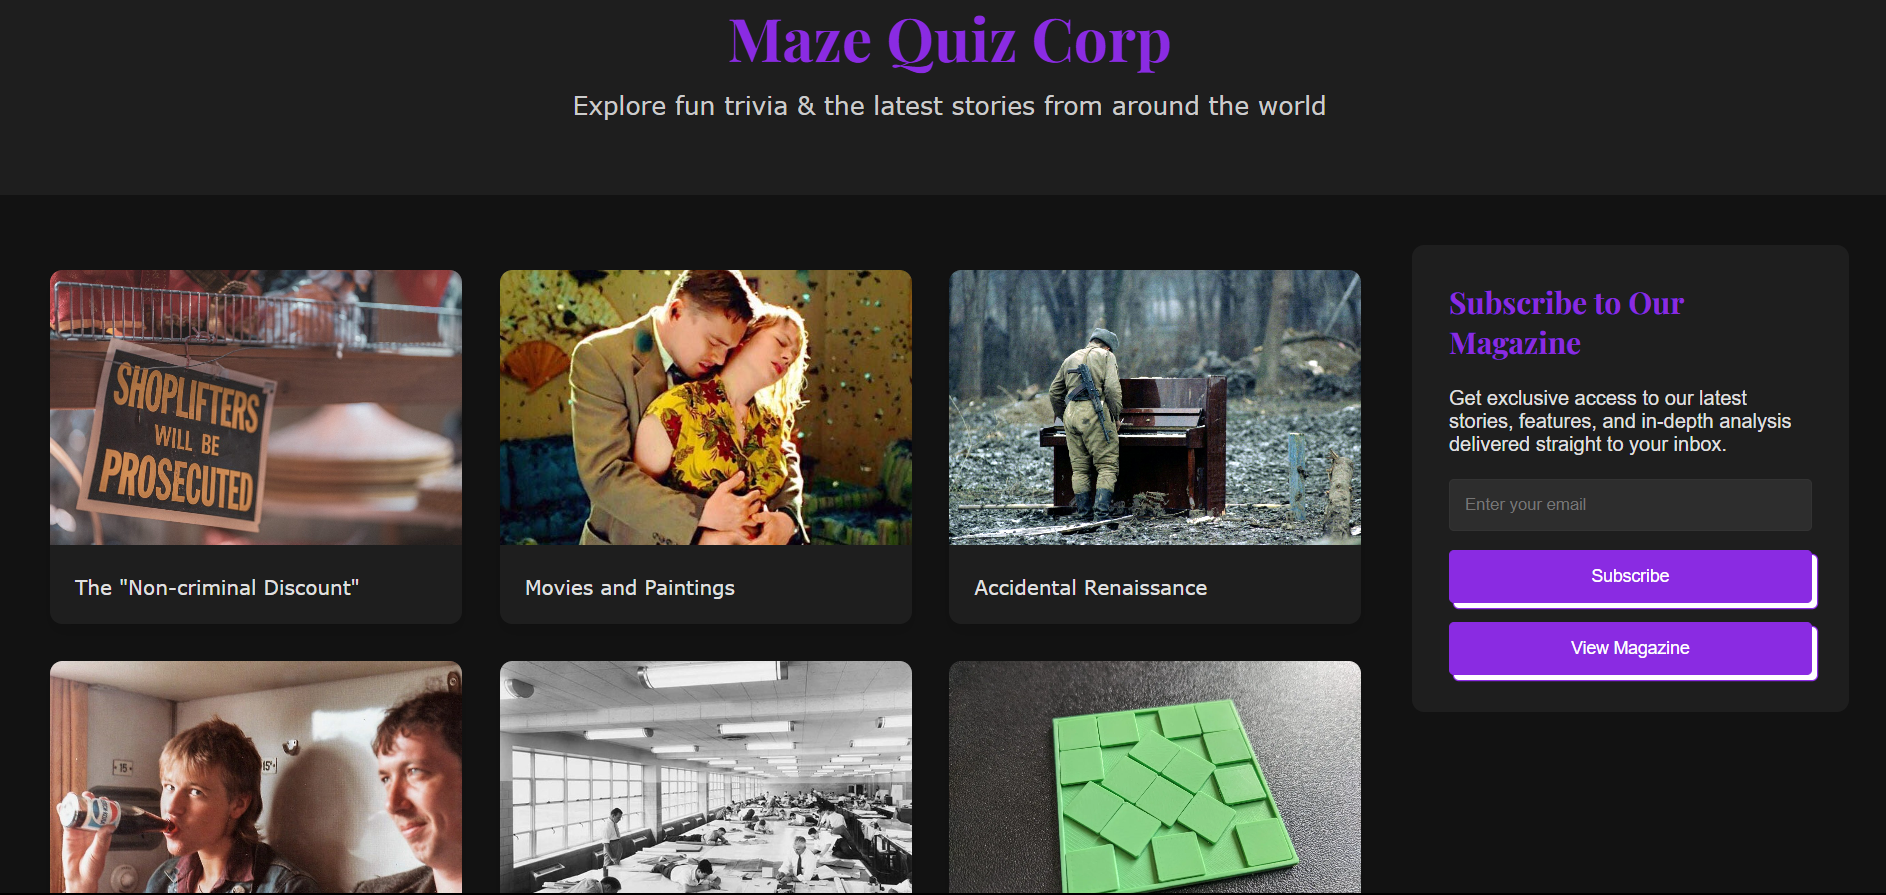 Maze Quiz Corp
Explore fun trivia & the latest stories from around the world
SHOPLIFTERS
WILL BE
PROSECUTED
The "Non-criminal Discount"
Movies and Paintings
Accidental Renaissance
Subscribe to Our
Magazine
Get exclusive access to our latest
stories, features, and in-depth analysis
delivered straight to your inbox.
Enter your email
Subscribe
View Magazine
15
15